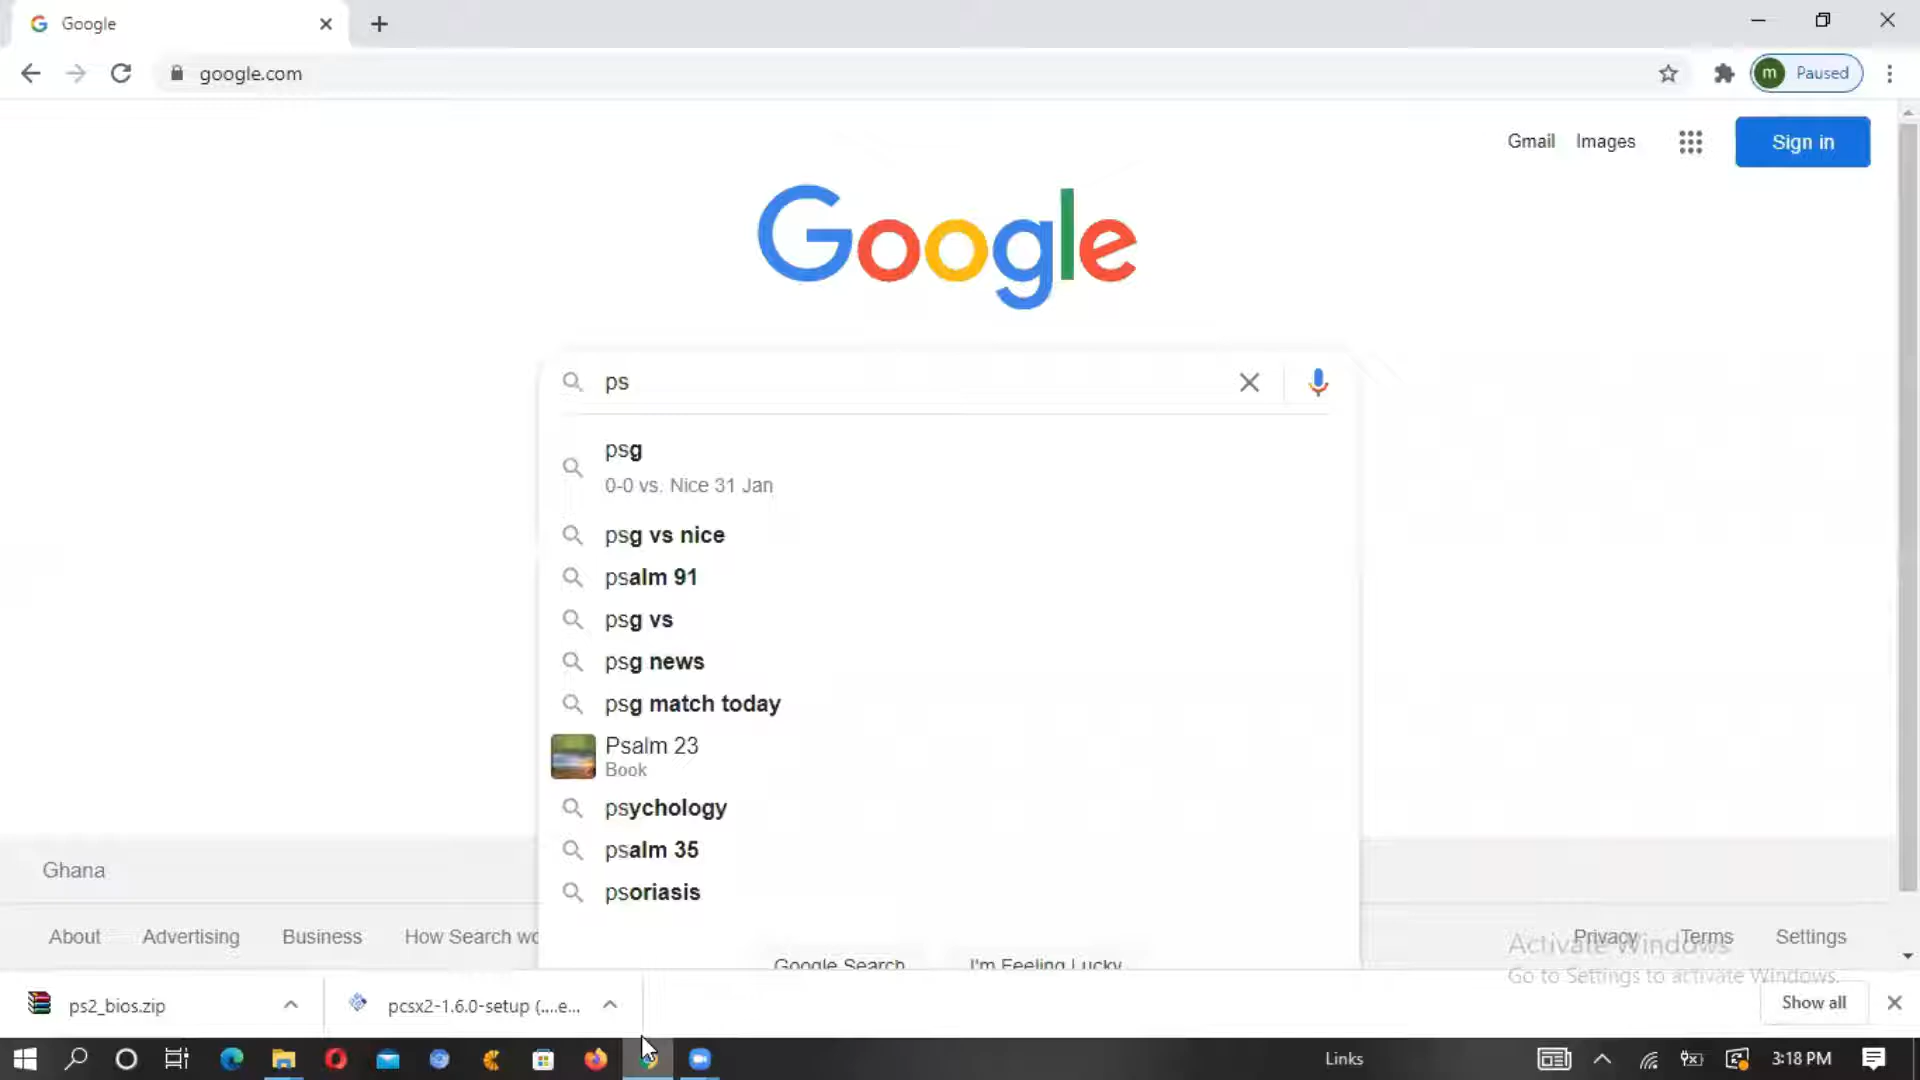 Google
google.com
m Paused
Gmail Images Sign in
Google
ps
psg
0-0 vs. Nice 31 Jan
psg vs nice
psalm 91
psg vs
psg news
psg match today
Psalm 23
Book
psychology
psalm 35
psoriasis
Google Search I'm Feeling Lucky
Ghana
About Advertising Business How Search wo
Privacy Terms Settings
Activate Windows
Go to Settings to activate Windows.
ps2_bios.zip
pcsx2-1.6.0-setup (....e...
Show all
Links
3:18 PM